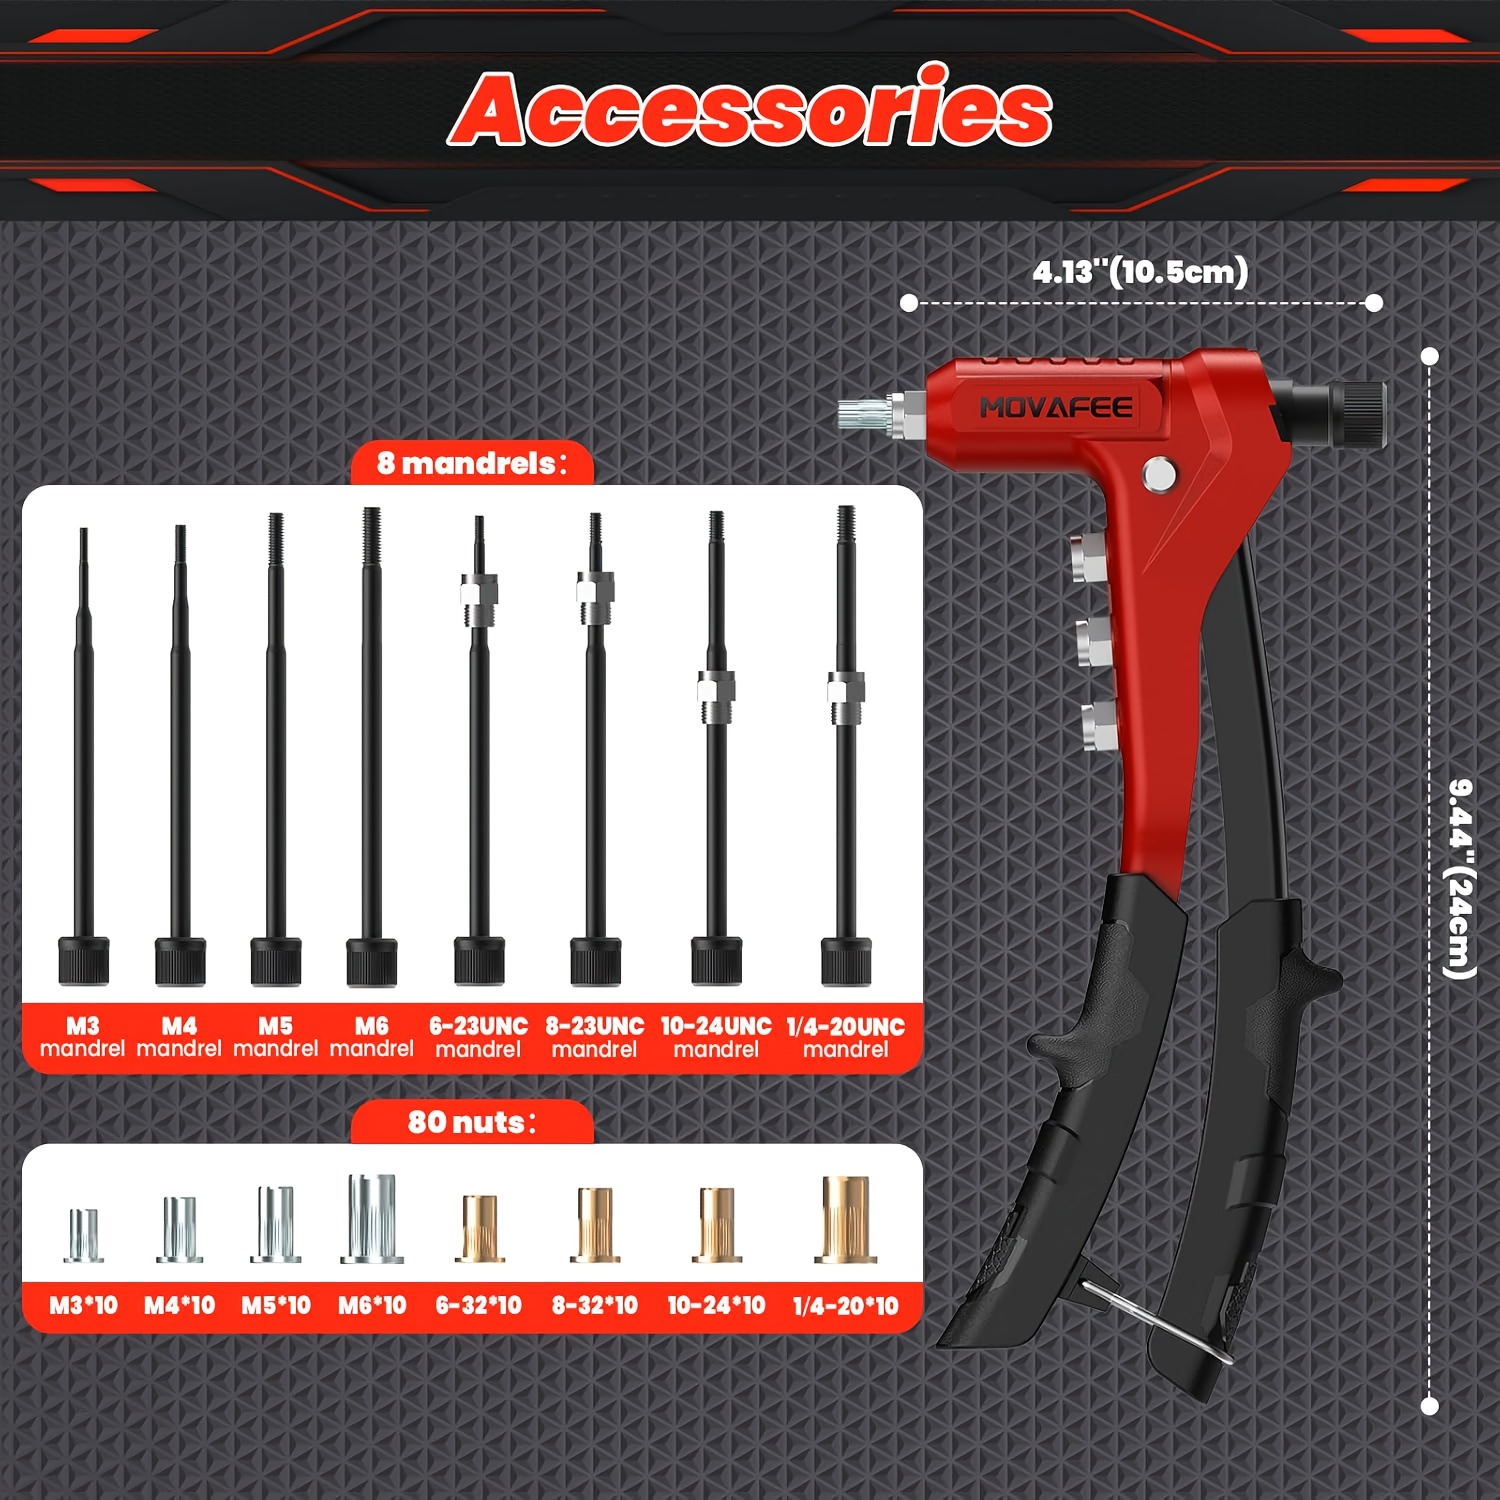 Accessories
4.13"(10.5cm)
MOVAFEE
8 mandrels:
M3 mandrel
M4 mandrel
M5 mandrel
M6 mandrel
6-23UNC mandrel
8-23UNC mandrel
10-24UNC mandrel
1/4-20UNC mandrel
9.44"(24cm)
80 nuts:
M3*10 M4*10 M5*10 M6*10 6-32*10 8-32*10 10-24*10 1/4-20*10